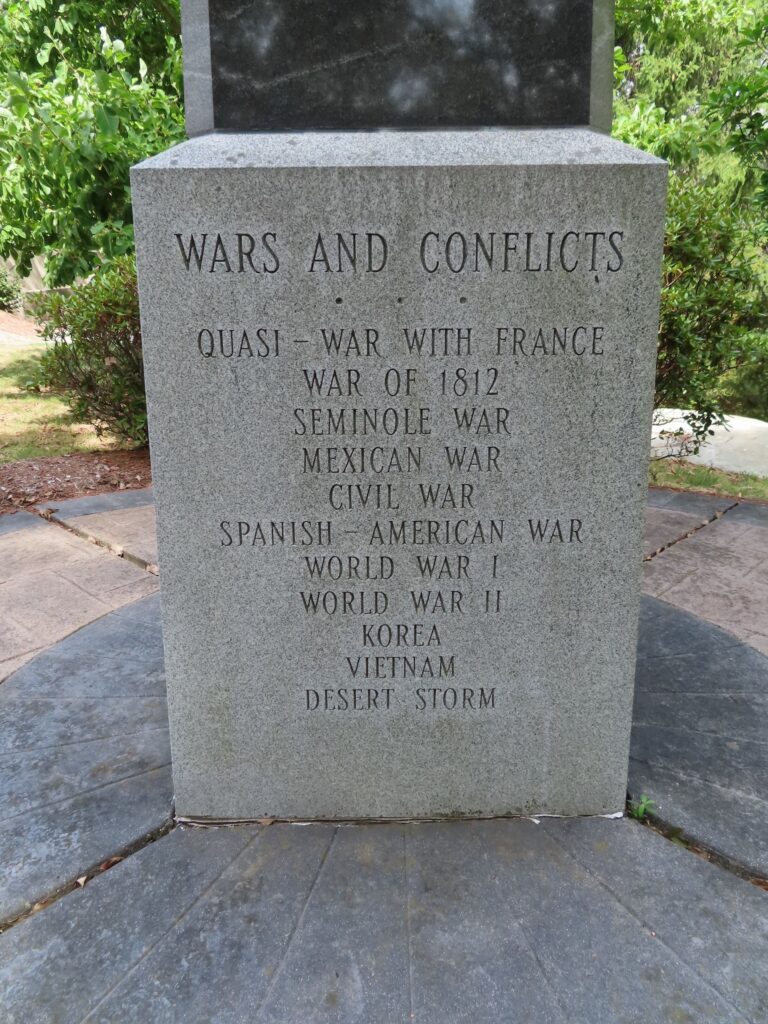 WARS AND CONFLICTS
QUASI - WAR WITH FRANCE
WAR OF 1812
SEMINOLE WAR
MEXICAN WAR
CIVIL WAR
SPANISH - AMERICAN WAR
WORLD WAR I
WORLD WAR II
KOREA
VIETNAM
DESERT STORM